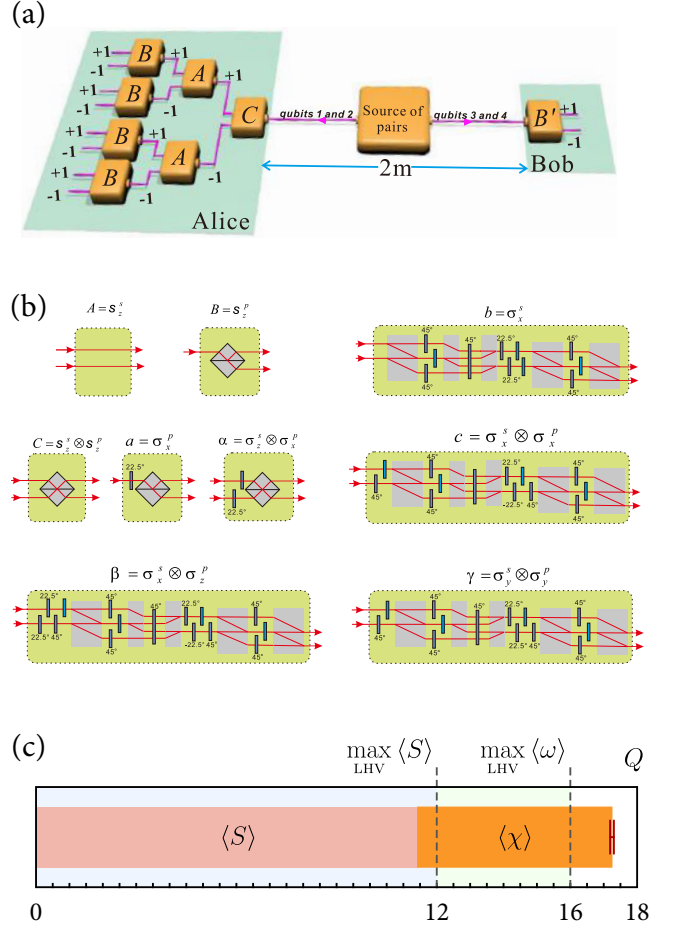 (a)
+1 B +1
-1
+1 B -1
-1
A +1
+1 B +1
-1
+1 B -1
-1
A -1
C
qubits 1 and 2
Source of
pairs
qubits 3 and 4
B′ +1
-1
2m
Alice
Bob
(b)
A = s_z^s
B = s_z^p
b = σ_x^s
45° 45° 22.5° 45°
45° 22.5° 45°
C = s_z^s ⊗ s_z^p
a = σ_x^p
22.5°
α = σ_z^s ⊗ σ_x^p
22.5°
c = σ_x^s ⊗ σ_x^p
45° 22.5° 45°
45° 45° -22.5° 45° 45°
β = σ_x^s ⊗ σ_z^p
22.5° 45° 45° 22.5° 45°
22.5° 45° 45° -22.5° 45° 45°
γ = σ_y^s ⊗ σ_y^p
45° 22.5° 45°
45° 45° 45° 45°
(c)
max ⟨S⟩
LHV
max ⟨ω⟩
LHV
Q
⟨S⟩
⟨χ⟩
0 12 16 18